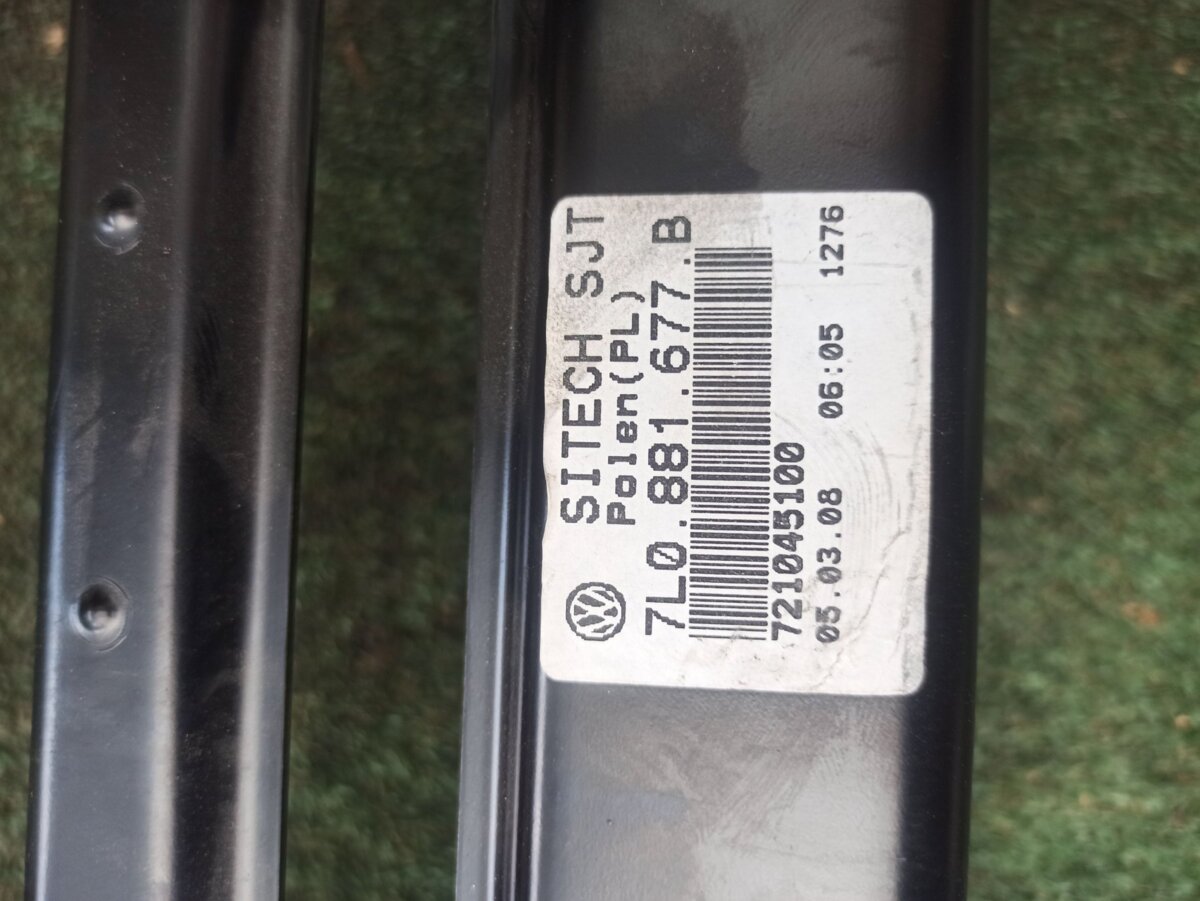 SITECH SJT
Polen(PL)
7L0.881.677.B
721045100
05.03.08 06:05 1276